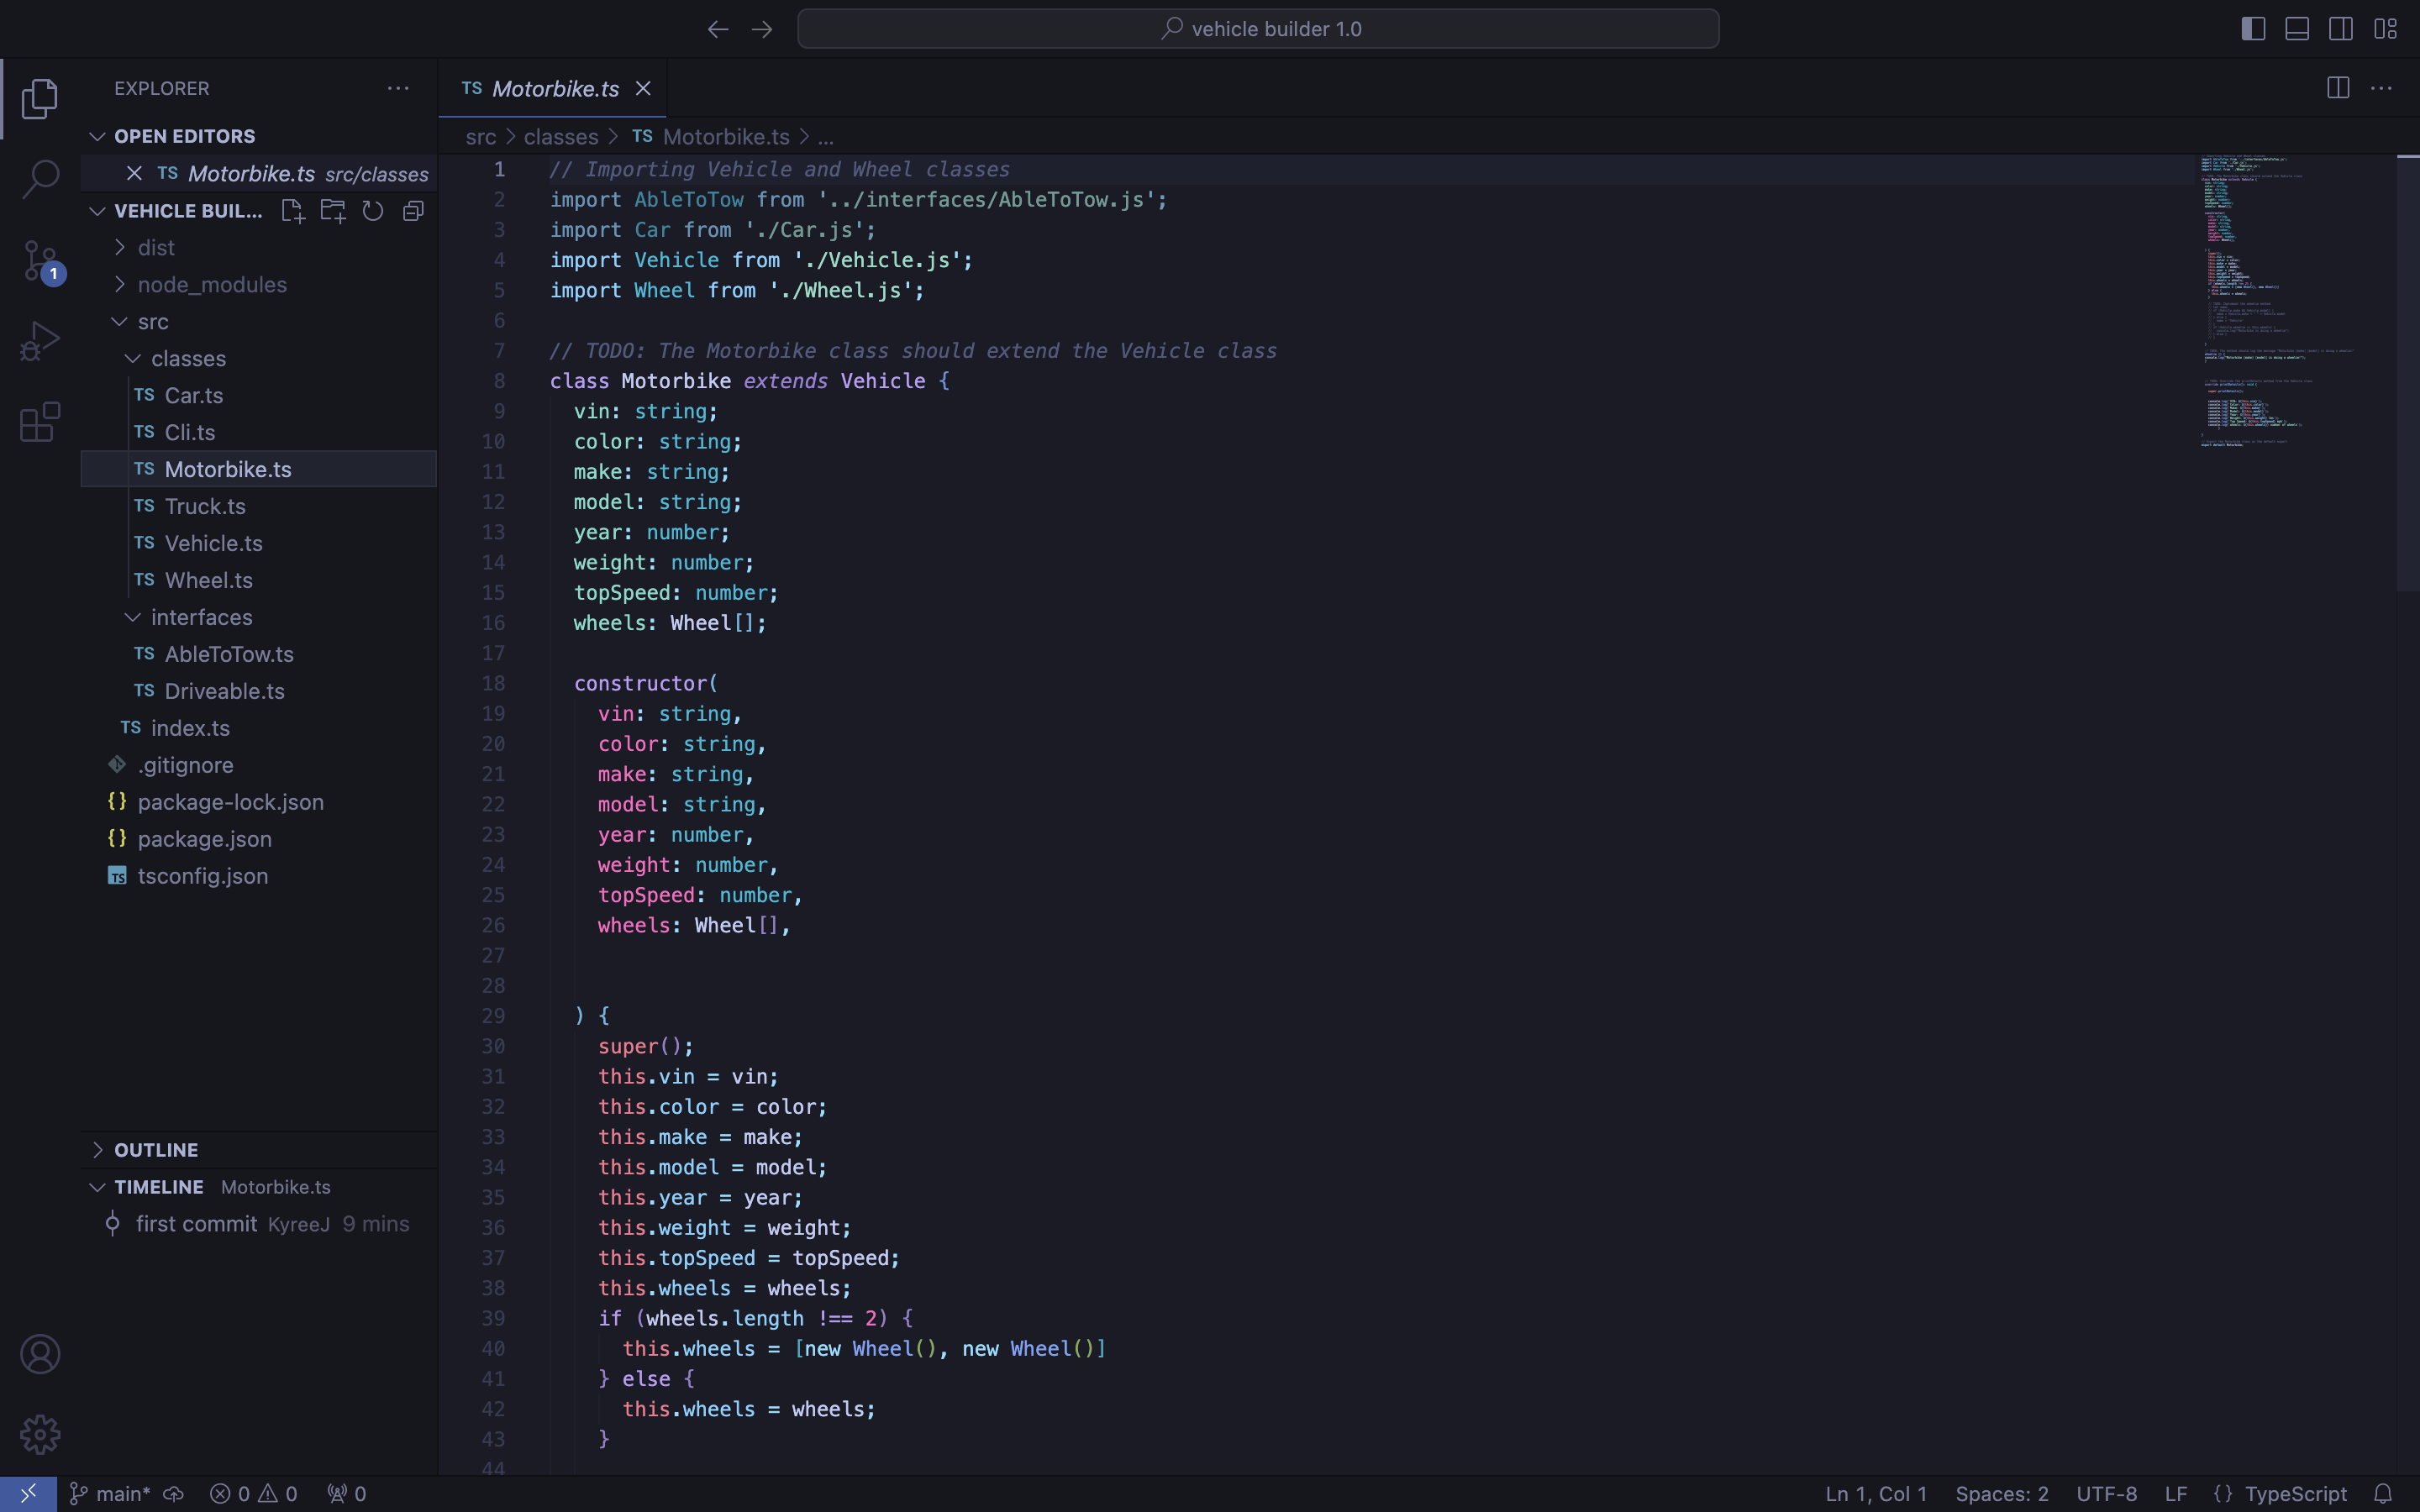 vehicle builder 1.0
EXPLORER
OPEN EDITORS
TS Motorbike.ts src/classes
VEHICLE BUIL...
dist
node_modules
src
classes
TS Car.ts
TS Cli.ts
TS Motorbike.ts
TS Truck.ts
TS Vehicle.ts
TS Wheel.ts
interfaces
TS AbleToTow.ts
TS Driveable.ts
TS index.ts
.gitignore
{} package-lock.json
{} package.json
TS tsconfig.json
OUTLINE
TIMELINE Motorbike.ts
first commit KyreeJ 9 mins
1
TS Motorbike.ts
src > classes > TS Motorbike.ts > ...
1 // Importing Vehicle and Wheel classes
2 import AbleToTow from '../interfaces/AbleToTow.js';
3 import Car from './Car.js';
4 import Vehicle from './Vehicle.js';
5 import Wheel from './Wheel.js';
6
7 // TODO: The Motorbike class should extend the Vehicle class
8 class Motorbike extends Vehicle {
9 vin: string;
10 color: string;
11 make: string;
12 model: string;
13 year: number;
14 weight: number;
15 topSpeed: number;
16 wheels: Wheel[];
17
18 constructor(
19 vin: string,
20 color: string,
21 make: string,
22 model: string,
23 year: number,
24 weight: number,
25 topSpeed: number,
26 wheels: Wheel[],
27
28
29 ) {
30 super();
31 this.vin = vin;
32 this.color = color;
33 this.make = make;
34 this.model = model;
35 this.year = year;
36 this.weight = weight;
37 this.topSpeed = topSpeed;
38 this.wheels = wheels;
39 if (wheels.length !== 2) {
40 this.wheels = [new Wheel(), new Wheel()]
41 } else {
42 this.wheels = wheels;
43 }
44
main* 0 0 0
Ln 1, Col 1 Spaces: 2 UTF-8 LF {} TypeScript